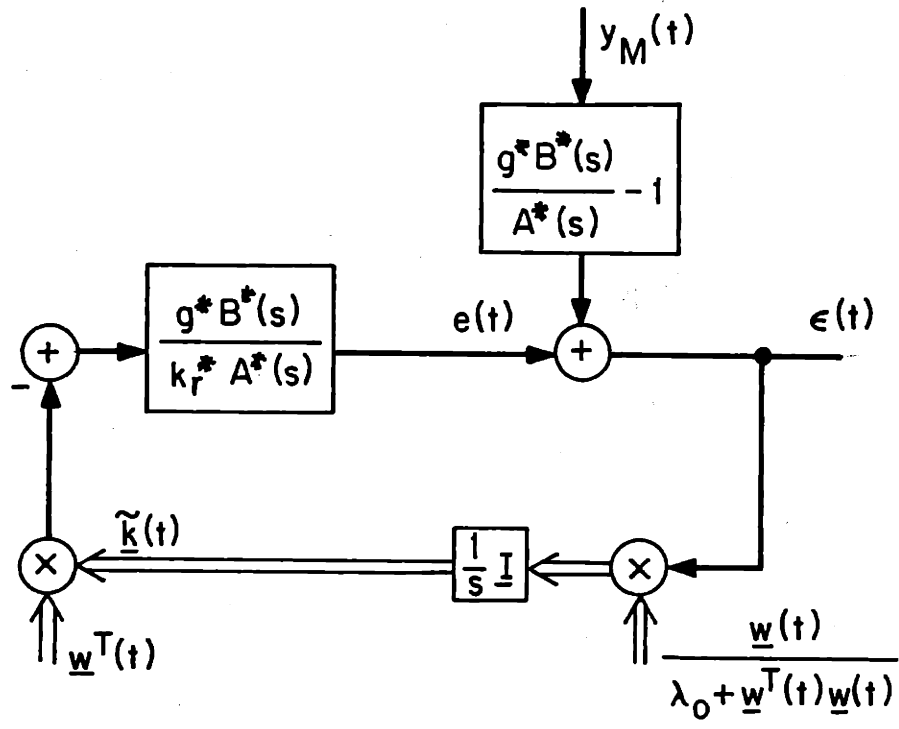 y_M(t)
g*B*(s)
A*(s)
-1
g*B*(s)
k_r* A*(s)
e(t)
+
ε(t)
+
-
k̃(t)
×
1
s
I
×
w^T(t)
w(t)
λ_0+w^T(t)w(t)